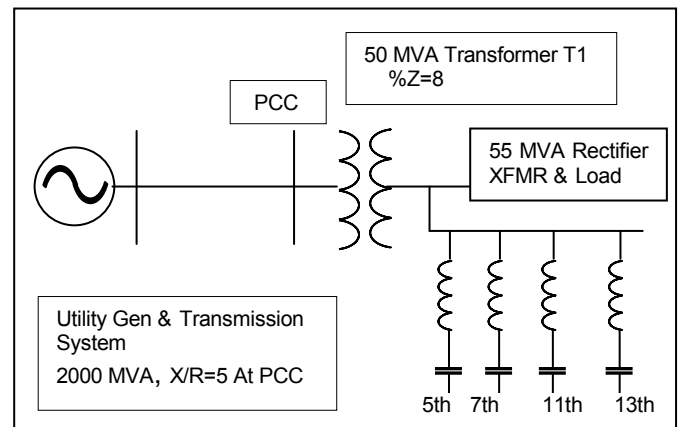 50 MVA Transformer T1
%Z=8
PCC
55 MVA Rectifier
XFMR & Load
Utility Gen & Transmission
System
2000 MVA, X/R=5 At PCC
5th 7th 11th 13th